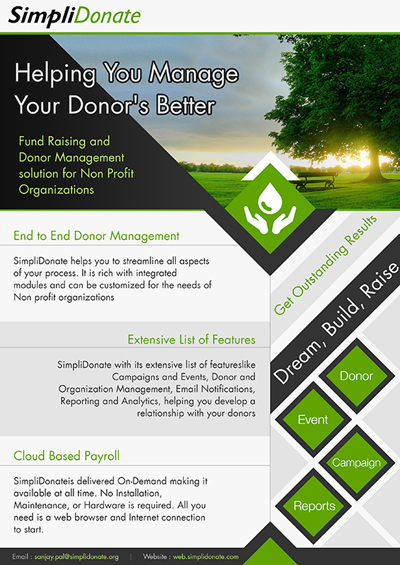 SimpliDonate
Helping You Manage
Your Donor's Better
Fund Raising and
Donor Management
solution for Non Profit
Organizations
End to End Donor Management
SimpliDonate helps you to streamline all aspects
of your process. It is rich with integrated
modules and can be customized for the needs of
Non profit organizations
Extensive List of Features
SimpliDonate with its extensive list of featureslike
Campaigns and Events, Donor and
Organization Management, Email Notifications,
Reporting and Analytics, helping you develop a
relationship with your donors
Cloud Based Payroll
SimpliDonateis delivered On-Demand making it
available at all time. No Installation,
Maintenance, or Hardware is required. All you
need is a web browser and Internet connection
to start.
Get Outstanding Results
Dream, Build, Raise
Donor
Event
Campaign
Reports
Email : sanjay.pal@simplidonate.org | Website : web.simplidonate.com